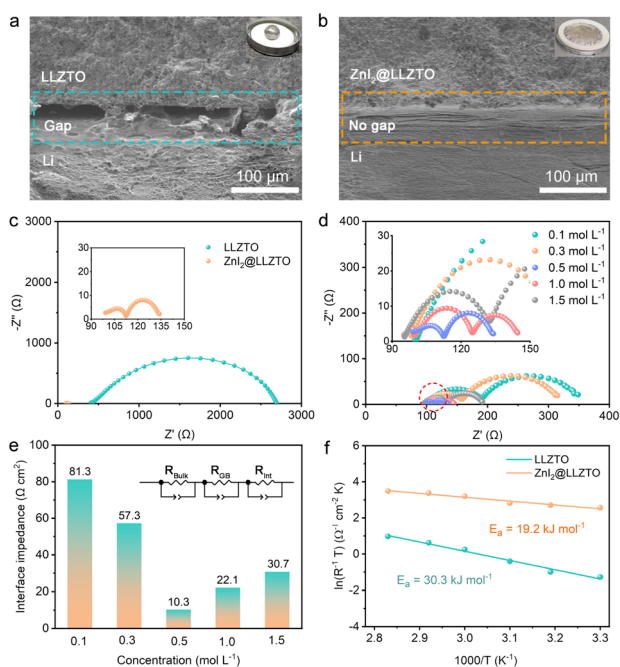 a
LLZTO
Gap
Li
100 μm
b
ZnI₂@LLZTO
No gap
Li
100 μm
c
3000
2500
2000
1500
1000
500
0
-Z'' (Ω)
0 1000 2000 3000
Z' (Ω)
LLZTO
ZnI₂@LLZTO
30
20
10
0
90 105 120 135 150
d
400
300
200
100
0
-Z'' (Ω)
0 100 200 300 400
Z' (Ω)
0.1 mol L⁻¹
0.3 mol L⁻¹
0.5 mol L⁻¹
1.0 mol L⁻¹
1.5 mol L⁻¹
30
20
10
0
90 120 150
e
100
80
60
40
20
0
Interface impedance (Ω cm²)
81.3
57.3
10.3
22.1
30.7
R_Bulk R_GB R_Int
0.1 0.3 0.5 1.0 1.5
Concentration (mol L⁻¹)
f
6
4
2
0
-2
-4
ln(R⁻¹ T) (Ω⁻¹ cm⁻² K)
LLZTO
ZnI₂@LLZTO
Eₐ = 19.2 kJ mol⁻¹
Eₐ = 30.3 kJ mol⁻¹
2.8 2.9 3.0 3.1 3.2 3.3
1000/T (K⁻¹)